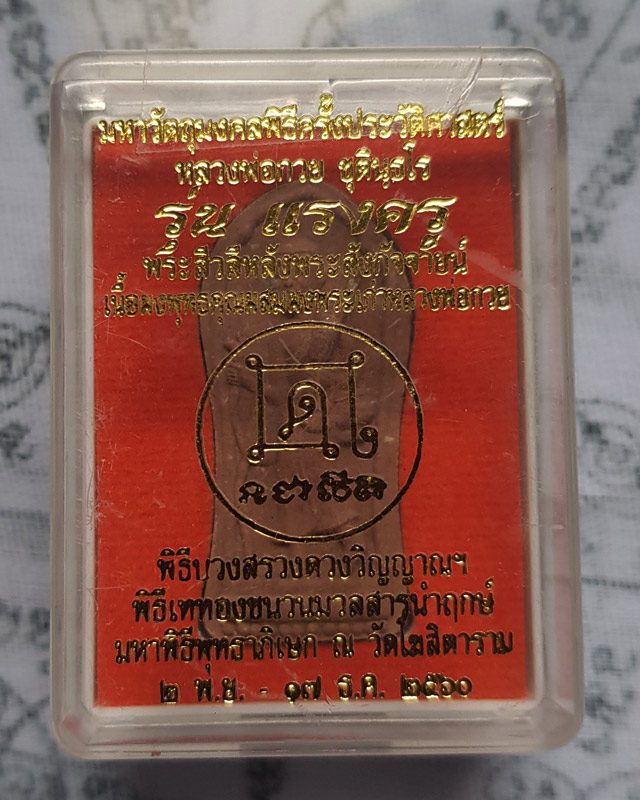 มหาวัตถุมงคลพิธีครั้งประวัติศาสตร์
หลวงพ่อกวย ชุตินฺธโร
รุ่น แรงครู
พระสิวลีหลังพระสังกัจจายน์
เนื้อผงพุทธคุณผสมผงพระเก่าหลวงพ่อกวย
พิธีบวงสรวงดวงวิญญาณฯ
พิธีเททองชนวนมวลสารนำฤกษ์
มหาพิธีพุทธาภิเษก ณ วัดโฆสิตาราม
๒ พ.ย. - ๑๗ ธ.ค. ๒๕๖๐